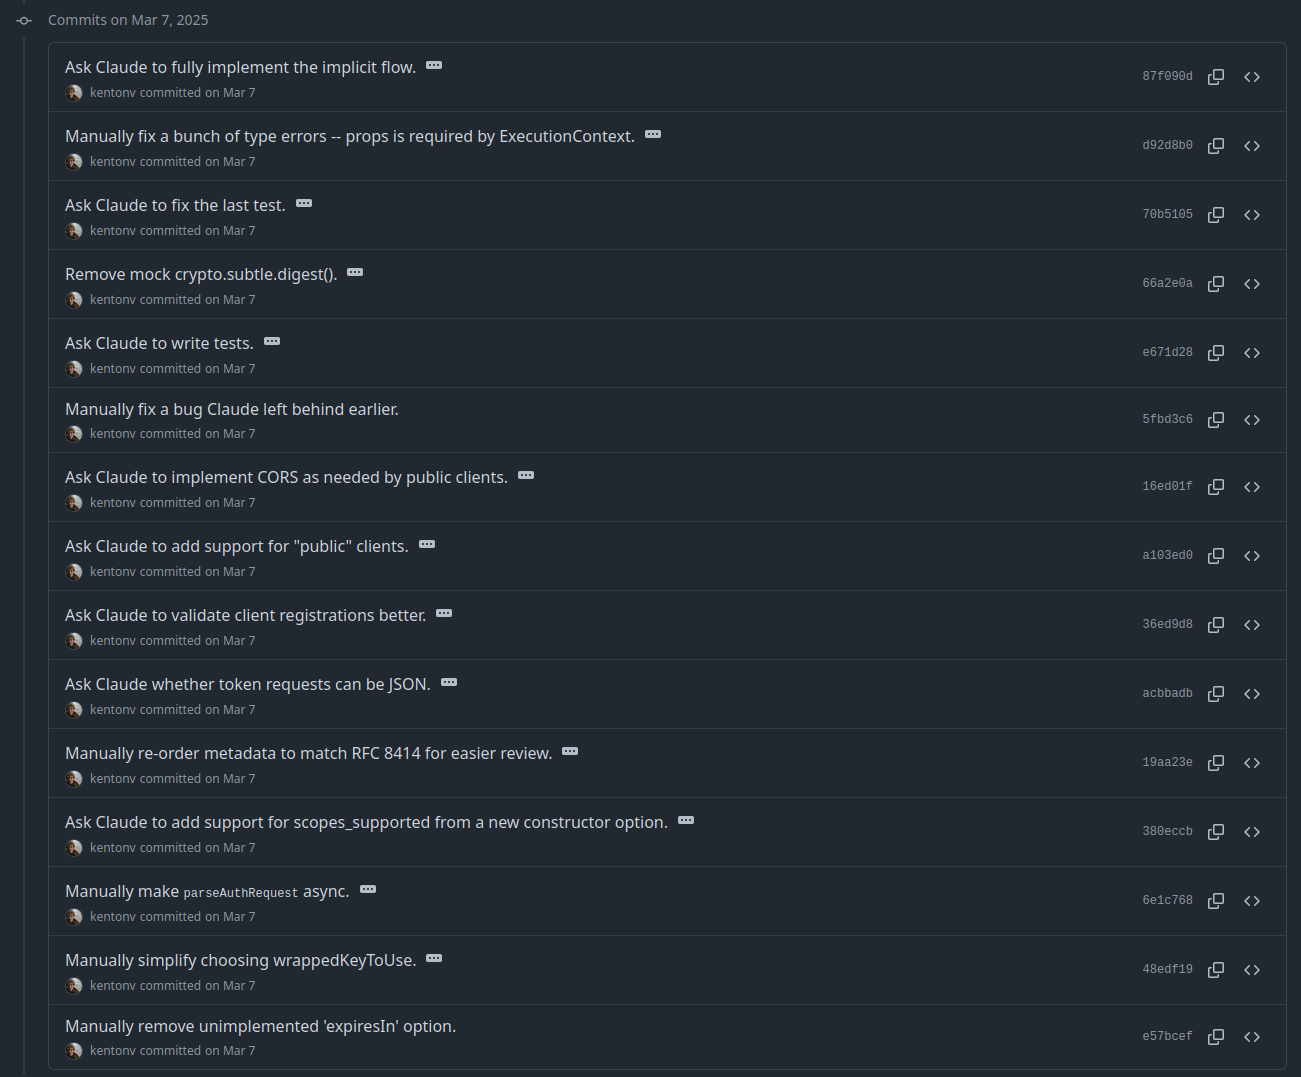 Commits on Mar 7, 2025
Ask Claude to fully implement the implicit flow.
kentonv committed on Mar 7
87f090d
Manually fix a bunch of type errors -- props is required by ExecutionContext.
kentonv committed on Mar 7
d92d8b0
Ask Claude to fix the last test.
kentonv committed on Mar 7
70b5105
Remove mock crypto.subtle.digest().
kentonv committed on Mar 7
66a2e0a
Ask Claude to write tests.
kentonv committed on Mar 7
e671d28
Manually fix a bug Claude left behind earlier.
kentonv committed on Mar 7
5fbd3c6
Ask Claude to implement CORS as needed by public clients.
kentonv committed on Mar 7
16ed01f
Ask Claude to add support for "public" clients.
kentonv committed on Mar 7
a103ed0
Ask Claude to validate client registrations better.
kentonv committed on Mar 7
36ed9d8
Ask Claude whether token requests can be JSON.
kentonv committed on Mar 7
acbbadb
Manually re-order metadata to match RFC 8414 for easier review.
kentonv committed on Mar 7
19aa23e
Ask Claude to add support for scopes_supported from a new constructor option.
kentonv committed on Mar 7
380eccb
Manually make parseAuthRequest async.
kentonv committed on Mar 7
6e1c768
Manually simplify choosing wrappedKeyToUse.
kentonv committed on Mar 7
48edf19
Manually remove unimplemented 'expiresIn' option.
kentonv committed on Mar 7
e57bcef